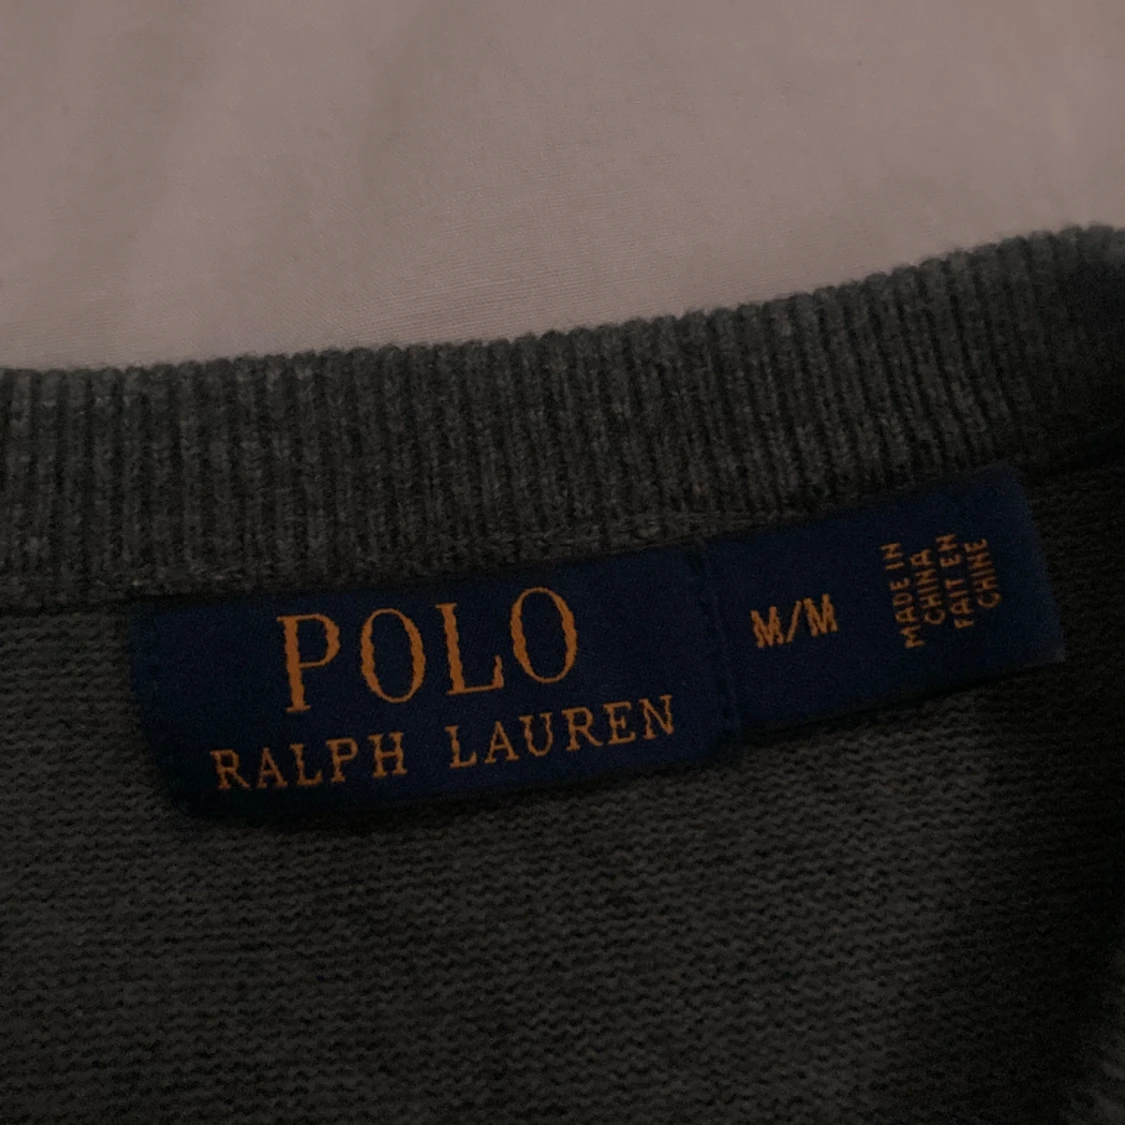 POLO
RALPH LAUREN
M/M
MADE IN
CHINA
FAIT EN
CHINE